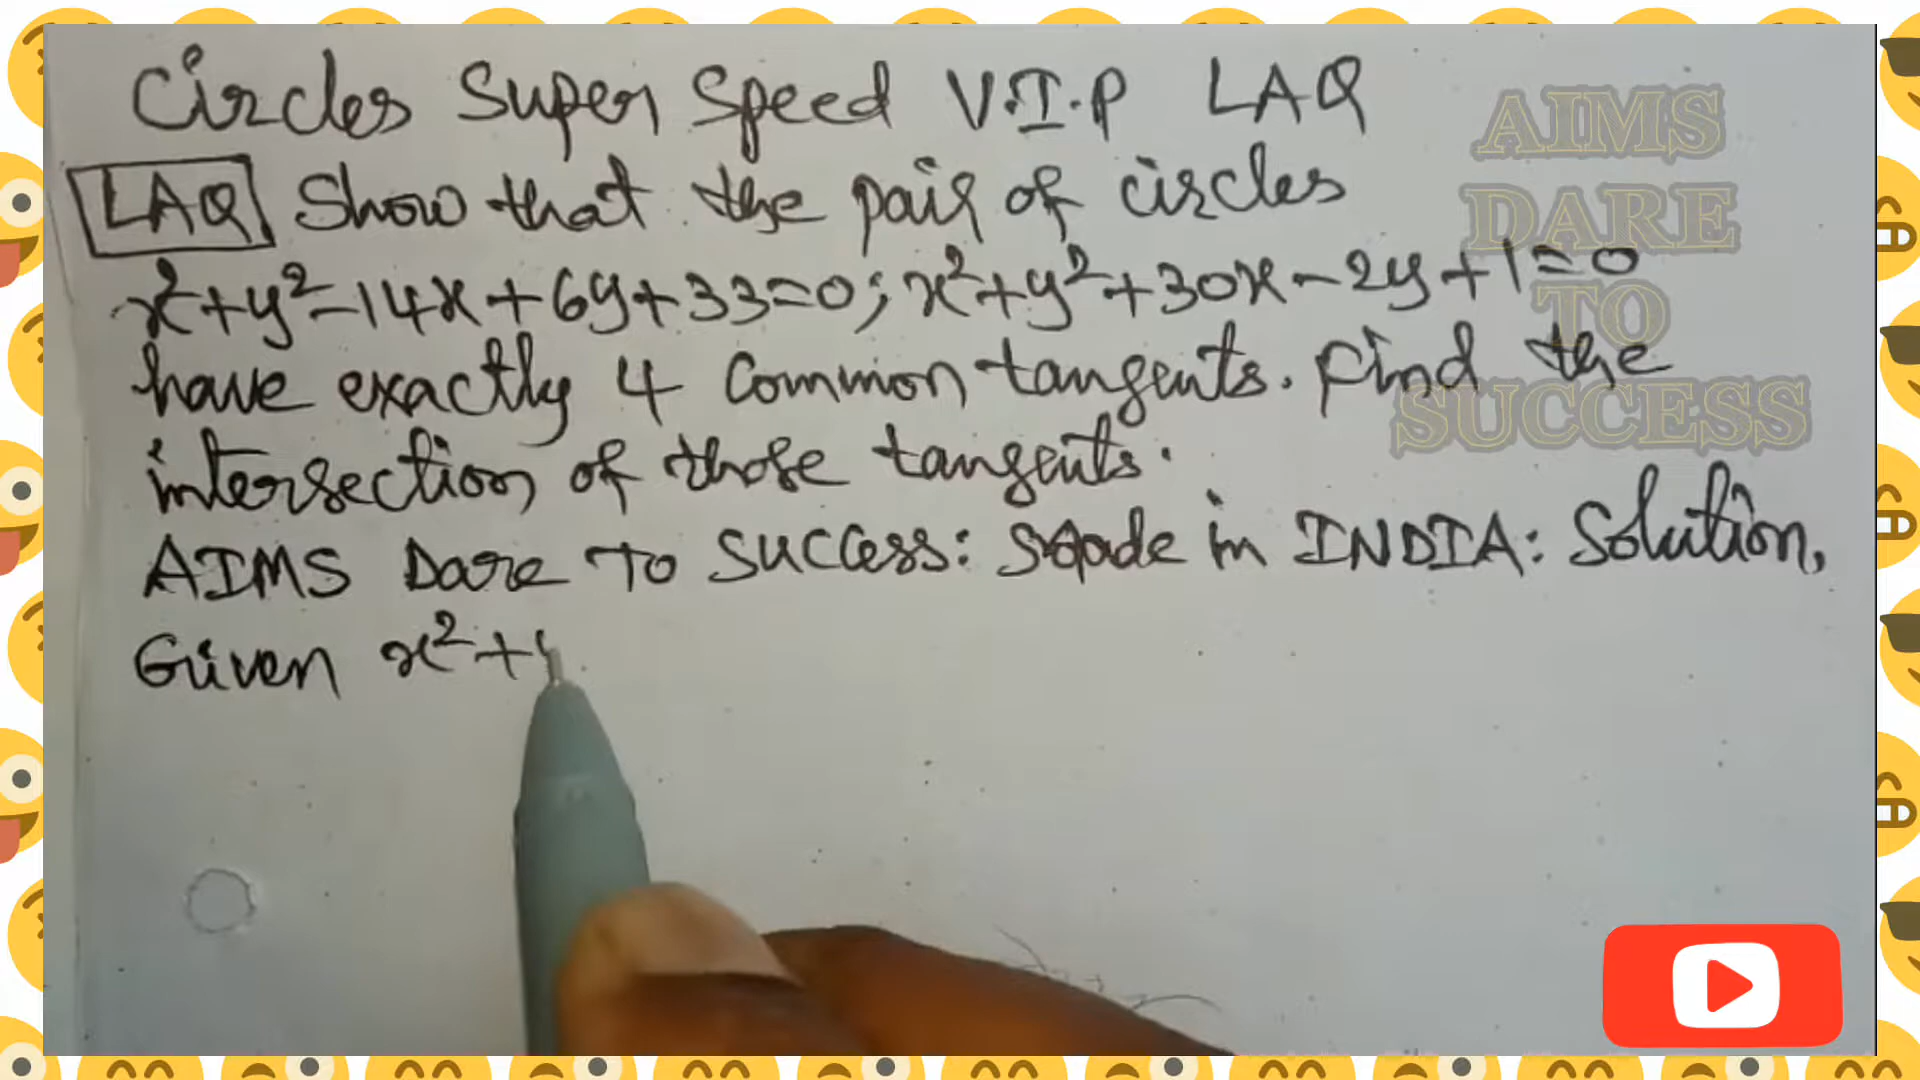 Circles Super Speed V.I.P LAQ
LAQ Show that the pair of circles
x²+y²-14x+6y+33=0; x²+y²+30x-2y+1=0
have exactly 4 common tangents. Find the
intersection of those tangents.
AIMS Dare To Success: in INDIA: Solution,
Given x²+
AIMS
DARE
TO
SUCCESS